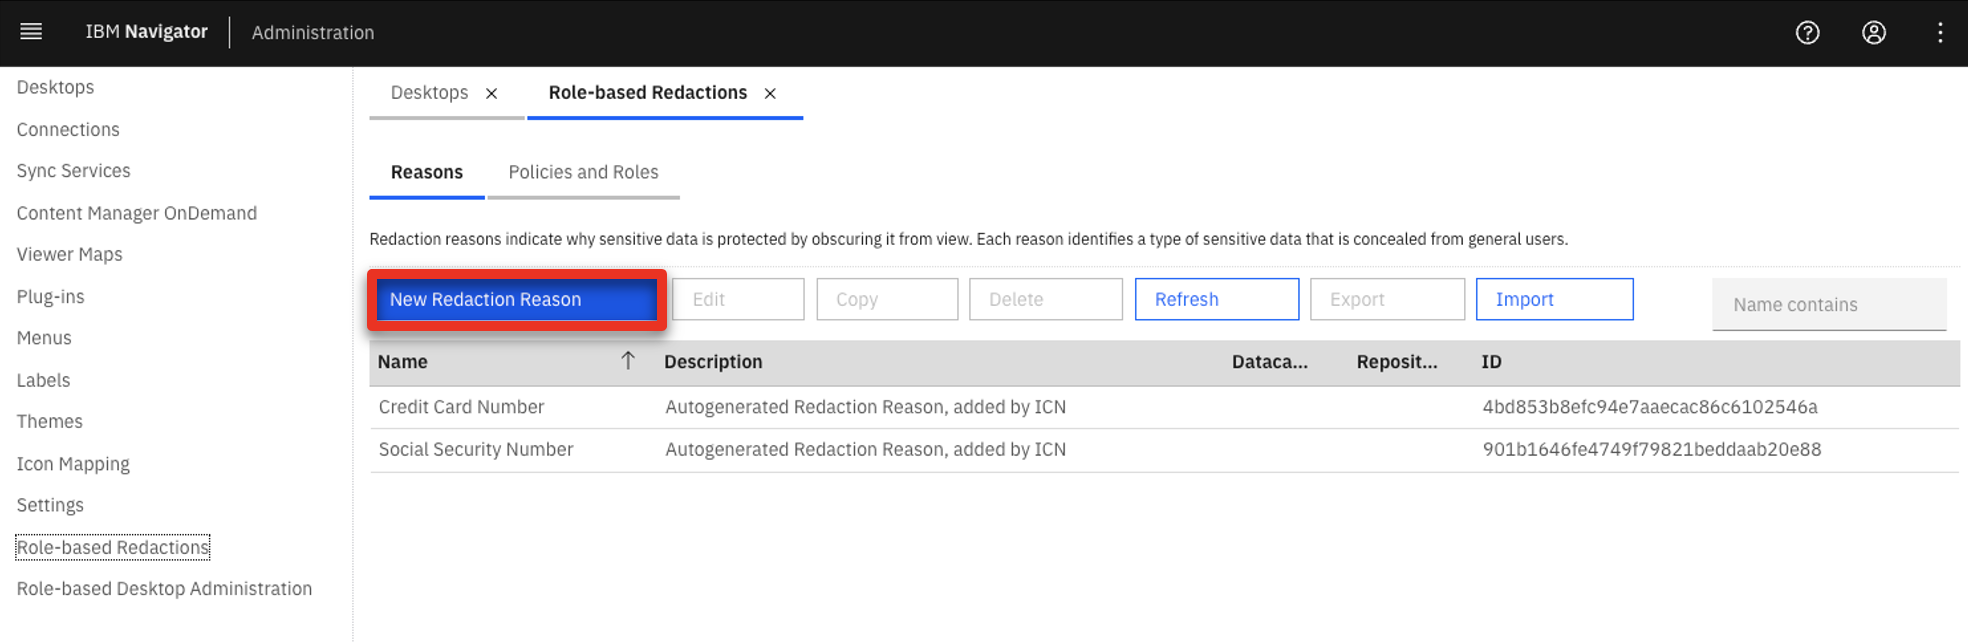 IBM Navigator Administration
Desktops
Connections
Sync Services
Content Manager OnDemand
Viewer Maps
Plug-ins
Menus
Labels
Themes
Icon Mapping
Settings
Role-based Redactions
Role-based Desktop Administration
Desktops Role-based Redactions
Reasons Policies and Roles
Redaction reasons indicate why sensitive data is protected by obscuring it from view. Each reason identifies a type of sensitive data that is concealed from general users.
New Redaction Reason Edit Copy Delete Refresh Export Import Name contains
Name Description Dataca... Reposit... ID
Credit Card Number Autogenerated Redaction Reason, added by ICN 4bd853b8efc94e7aaecac86c6102546a
Social Security Number Autogenerated Redaction Reason, added by ICN 901b1646fe4749f79821beddaab20e88